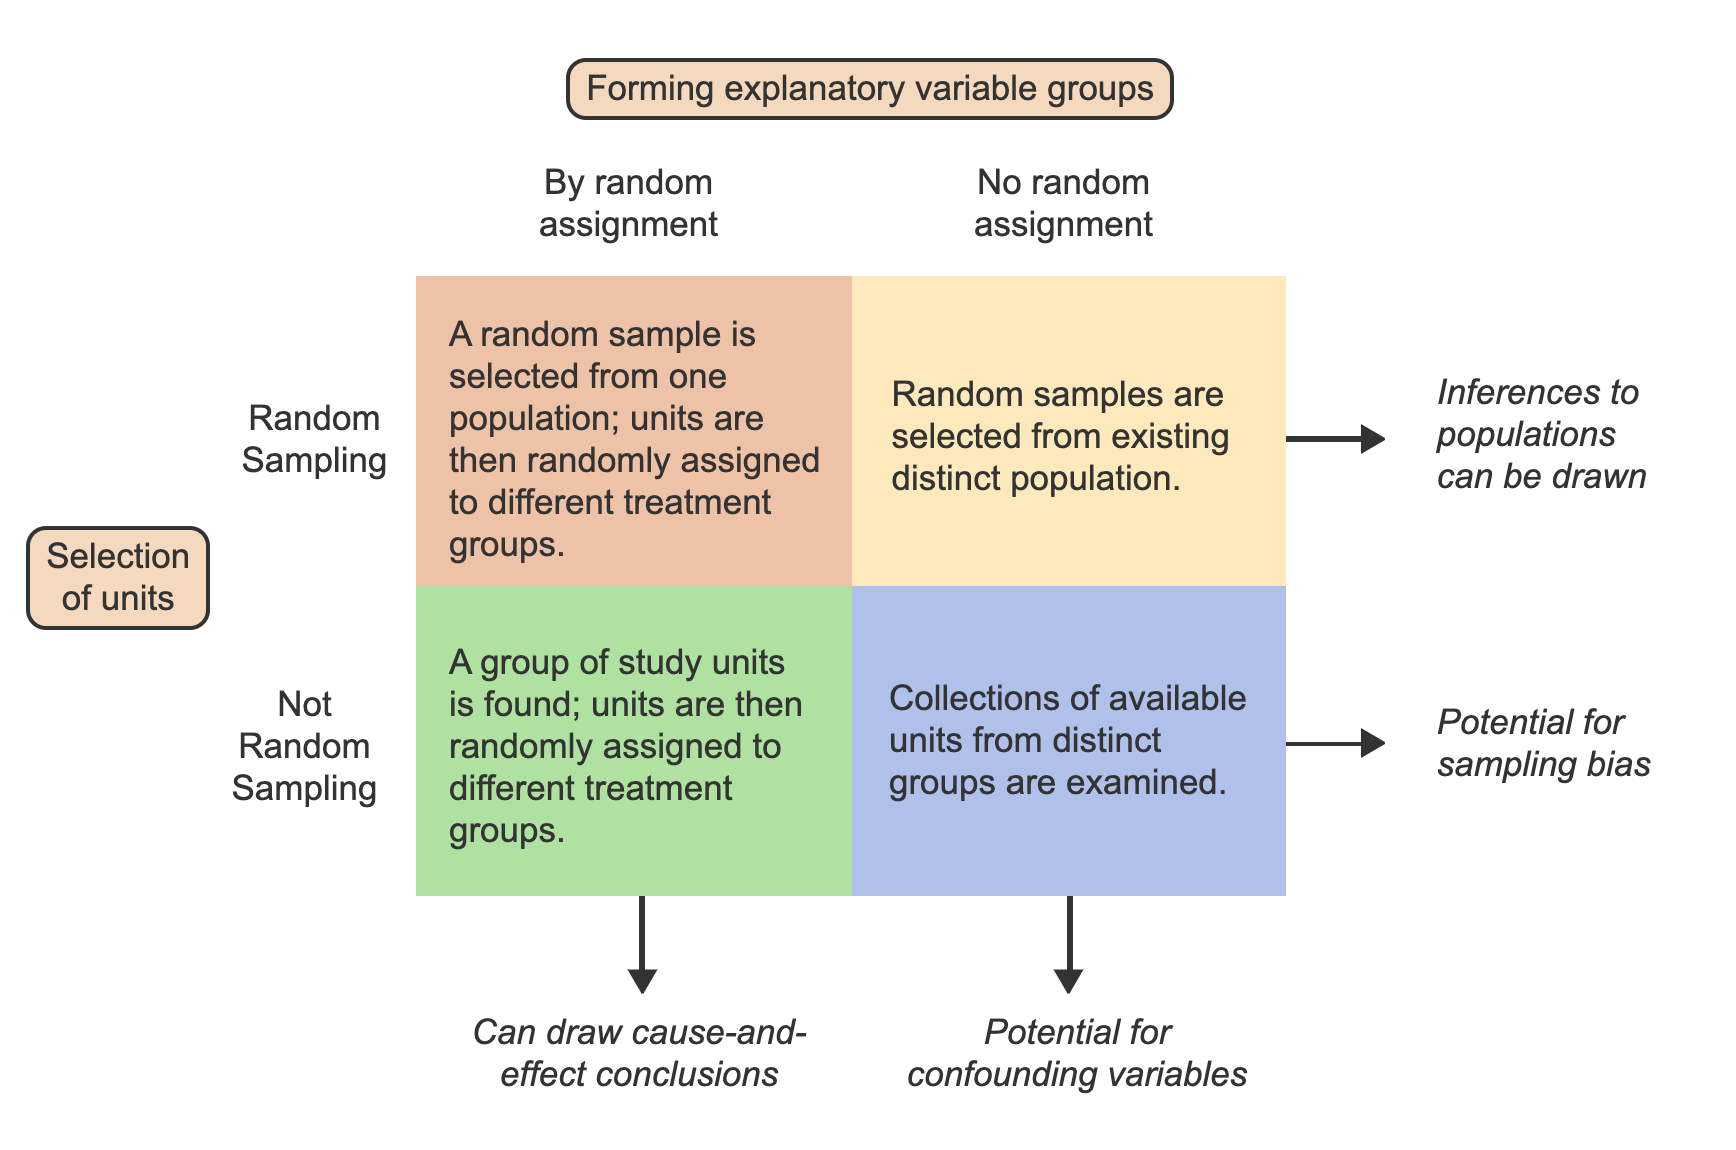 Forming explanatory variable groups
By random
assignment
No random
assignment
Random
Sampling
A random sample is
selected from one
population; units are
then randomly assigned
to different treatment
groups.
Random samples are
selected from existing
distinct population.
Inferences to
populations
can be drawn
Selection
of units
Not
Random
Sampling
A group of study units
is found; units are then
randomly assigned to
different treatment
groups.
Collections of available
units from distinct
groups are examined.
Potential for
sampling bias
Can draw cause-and-
effect conclusions
Potential for
confounding variables